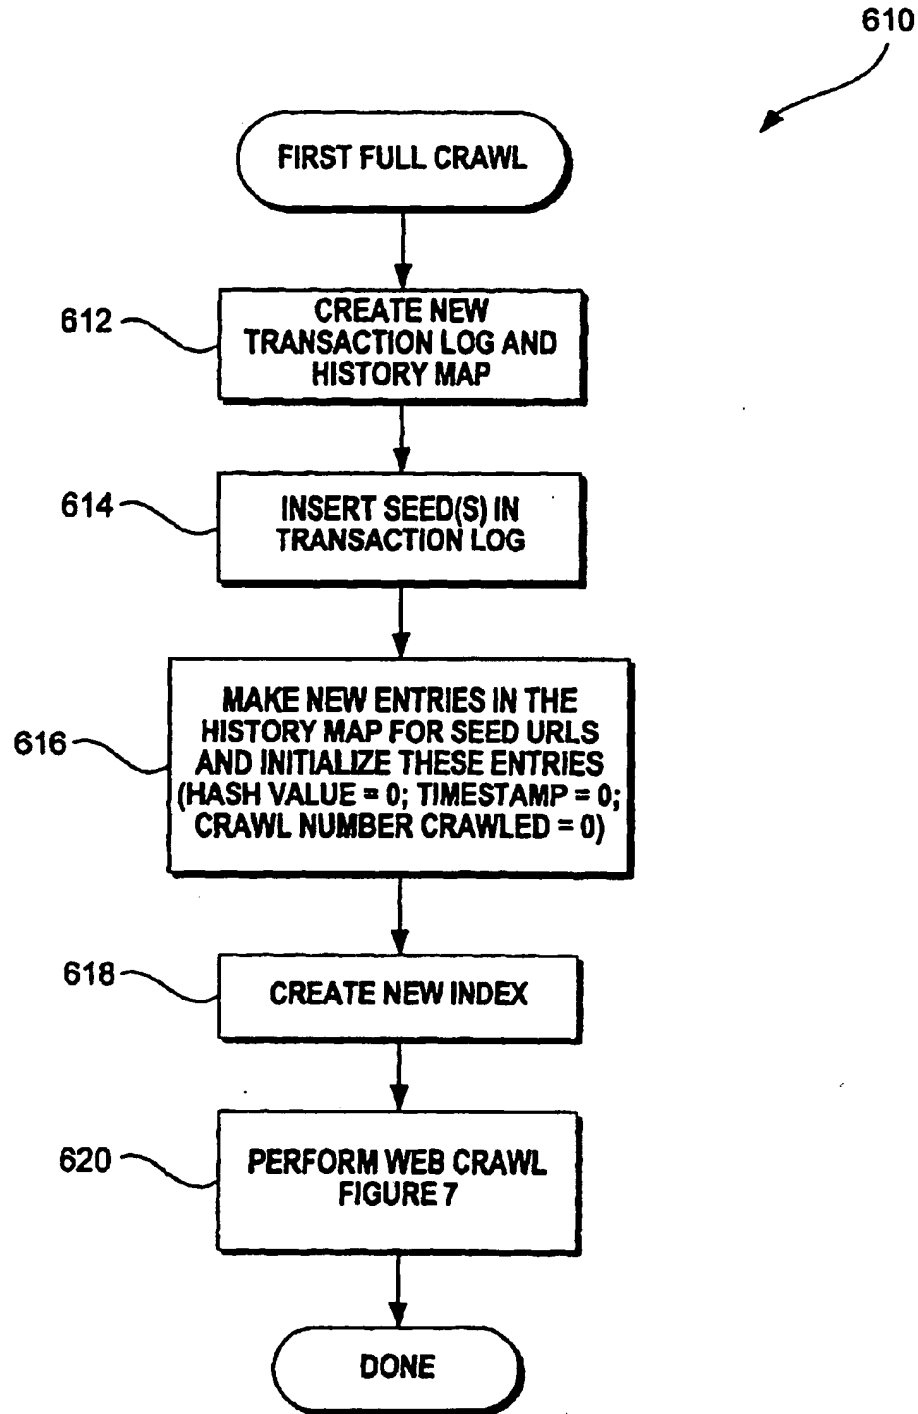 610
FIRST FULL CRAWL
612
CREATE NEW
TRANSACTION LOG AND
HISTORY MAP
614
INSERT SEED(S) IN
TRANSACTION LOG
616
MAKE NEW ENTRIES IN THE
HISTORY MAP FOR SEED URLS
AND INITIALIZE THESE ENTRIES
(HASH VALUE = 0; TIMESTAMP = 0;
CRAWL NUMBER CRAWLED = 0)
618
CREATE NEW INDEX
620
PERFORM WEB CRAWL
FIGURE 7
DONE